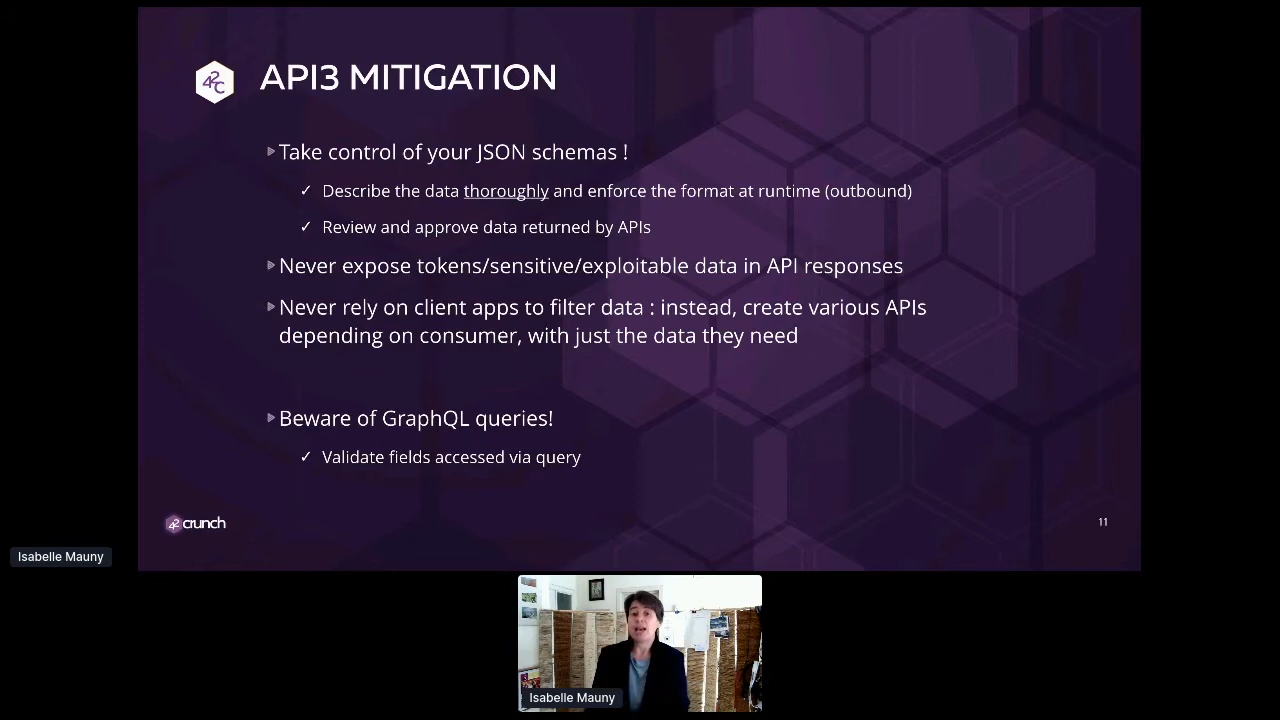 42C API3 MITIGATION
Take control of your JSON schemas !
✓ Describe the data thoroughly and enforce the format at runtime (outbound)
✓ Review and approve data returned by APIs
Never expose tokens/sensitive/exploitable data in API responses
Never rely on client apps to filter data : instead, create various APIs
depending on consumer, with just the data they need
Beware of GraphQL queries!
✓ Validate fields accessed via query
42 crunch
11
Isabelle Mauny
Isabelle Mauny